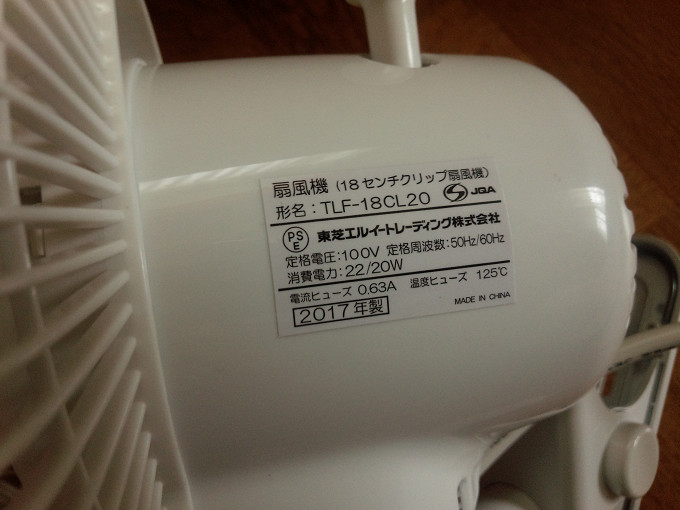 扇風機 (18センチクリップ扇風機)
形名:TLF-18CL20 JQA
PS E 東芝エルイートレーディング株式会社
定格電圧:100V 定格周波数:50Hz/60Hz
消費電力:22/20W
電流ヒューズ 0.63A 温度ヒューズ 125℃
2017年製 MADE IN CHINA